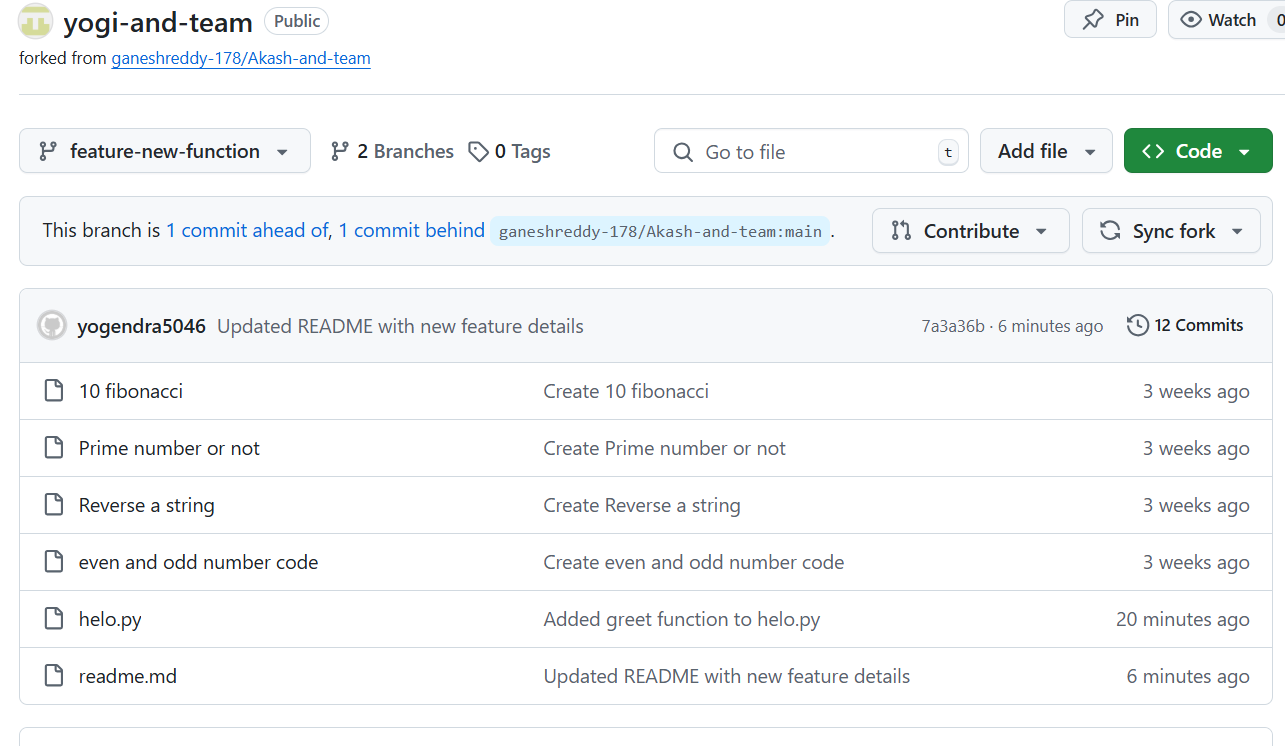 yogi-and-team Public Pin Watch 0
forked from ganeshreddy-178/Akash-and-team
feature-new-function 2 Branches 0 Tags Go to file t Add file Code
This branch is 1 commit ahead of, 1 commit behind ganeshreddy-178/Akash-and-team:main . Contribute Sync fork
yogendra5046 Updated README with new feature details 7a3a36b · 6 minutes ago 12 Commits
10 fibonacci Create 10 fibonacci 3 weeks ago
Prime number or not Create Prime number or not 3 weeks ago
Reverse a string Create Reverse a string 3 weeks ago
even and odd number code Create even and odd number code 3 weeks ago
helo.py Added greet function to helo.py 20 minutes ago
readme.md Updated README with new feature details 6 minutes ago